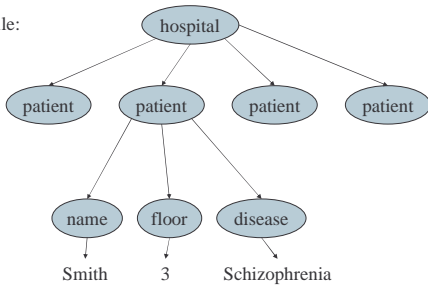 le:
hospital
patient patient patient patient
name floor disease
Smith 3 Schizophrenia